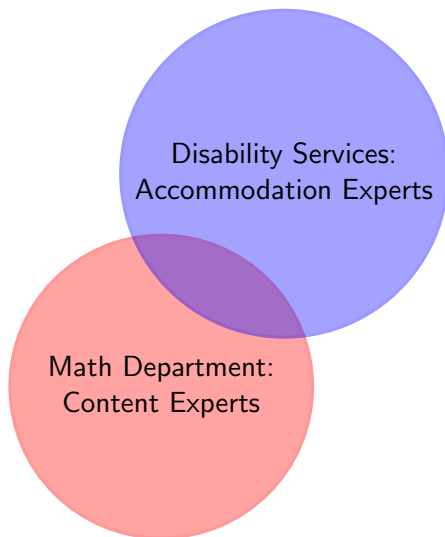 Disability Services:
Accommodation Experts
Math Department:
Content Experts